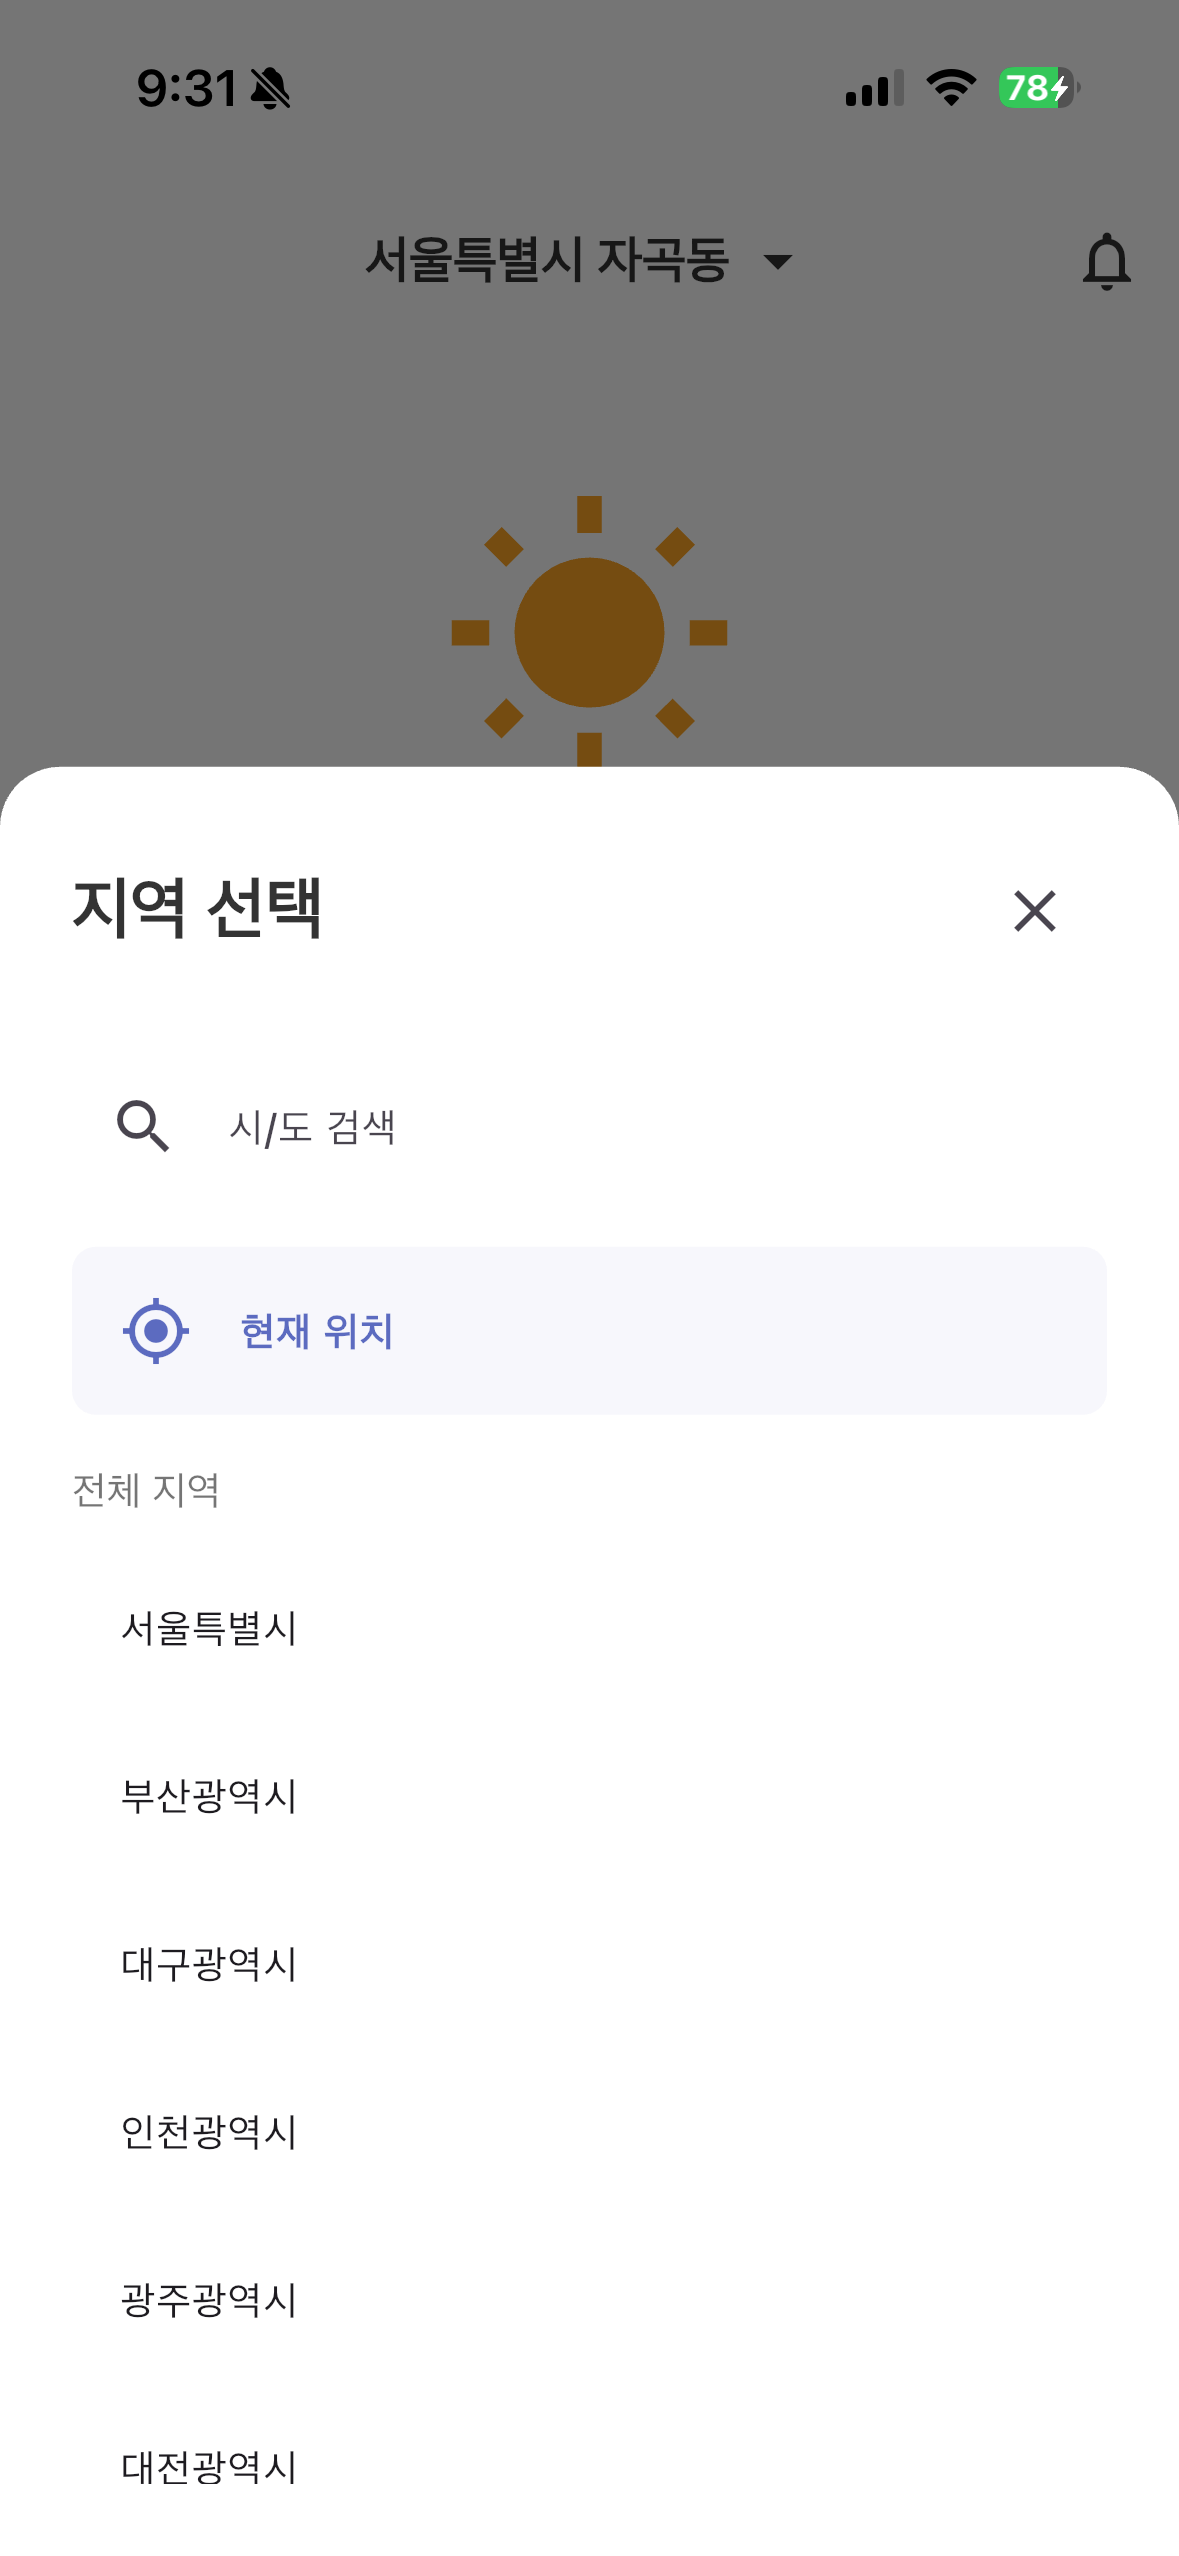 9:31
78
서울특별시 자곡동
지역 선택
시/도 검색
현재 위치
전체 지역
서울특별시
부산광역시
대구광역시
인천광역시
광주광역시
대전광역시